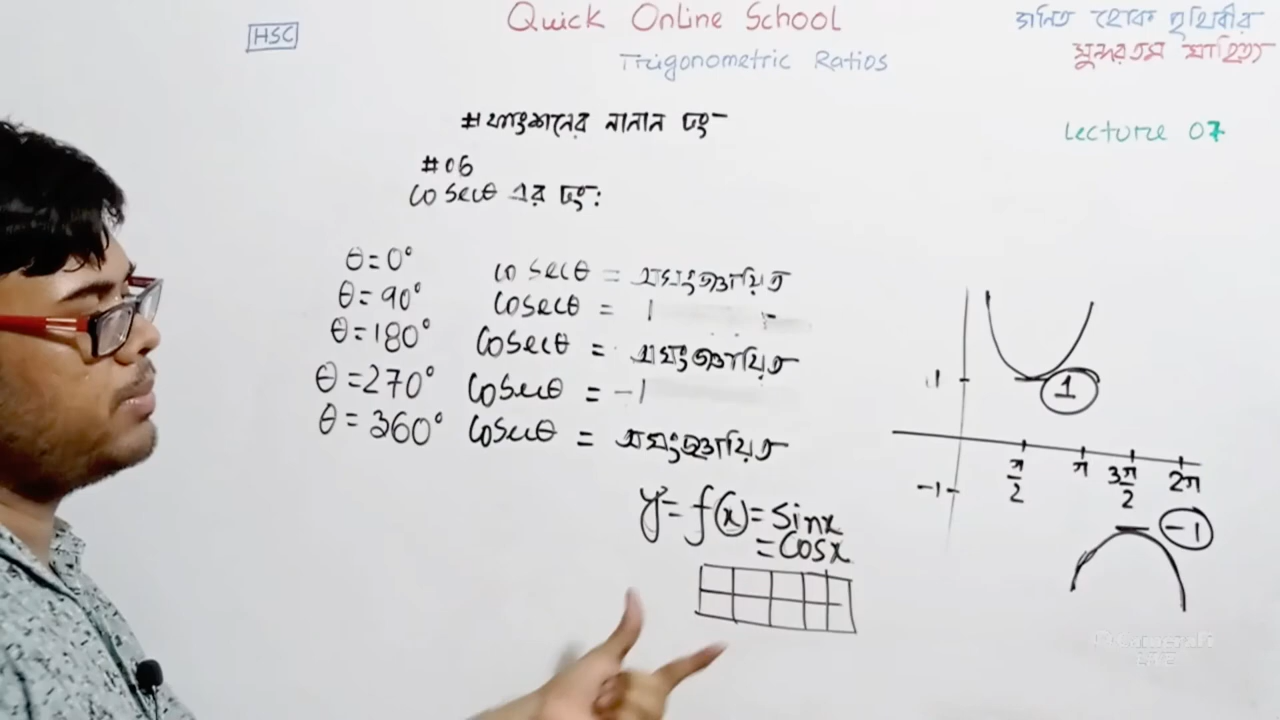 HSC
Quick Online School
Trigonometric Ratios
জানিত হোক পৃথিবীর
সুন্দরতম সাহিত্য
Lecture 07
# ফাংশনের নানান ঢং-
#06
Cosecθ এর ঢং:
θ=0° cosecθ = অসংজ্ঞায়িত
θ=90° cosecθ = 1
θ=180° cosecθ = অসংজ্ঞায়িত
θ=270° cosecθ = -1
θ=360° cosecθ = অসংজ্ঞায়িত
y = f(x) = sinx
= cosx
1
1
π/2 π 3π/2 2π
-1
-1